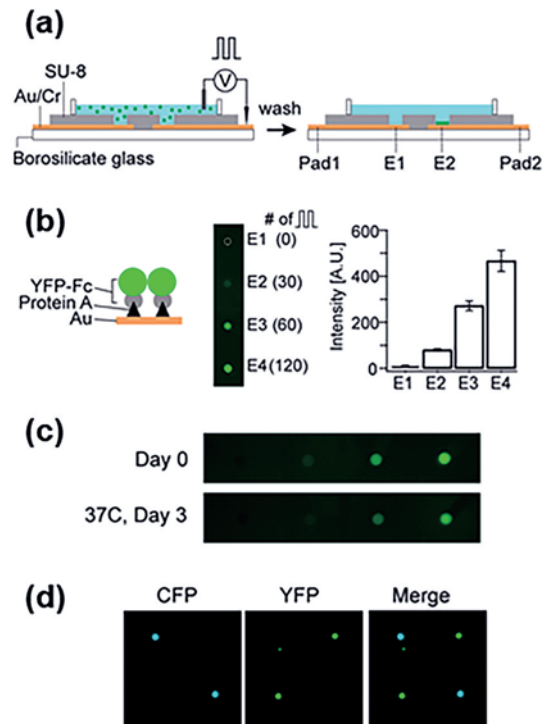 (a)
SU-8
Au/Cr
V
wash
Borosilicate glass
Pad1
E1
E2
Pad2
(b)
# of
YFP-Fc
Protein A
Au
E1 (0)
E2 (30)
E3 (60)
E4 (120)
Intensity [A.U.]
600
400
200
0
E1 E2 E3 E4
(c)
Day 0
37C, Day 3
(d)
CFP YFP Merge